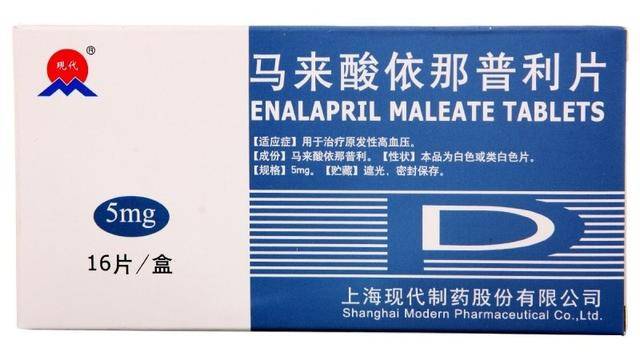 现代
®
马来酸依那普利片
ENALAPRIL MALEATE TABLETS
【适应症】用于治疗原发性高血压。
【成份】马来酸依那普利。【性状】本品为白色或类白色片。
【规格】5mg。【贮藏】遮光，密封保存。
5mg
16片/盒
D
上海现代制药股份有限公司
Shanghai Modern Pharmaceutical Co.,Ltd.